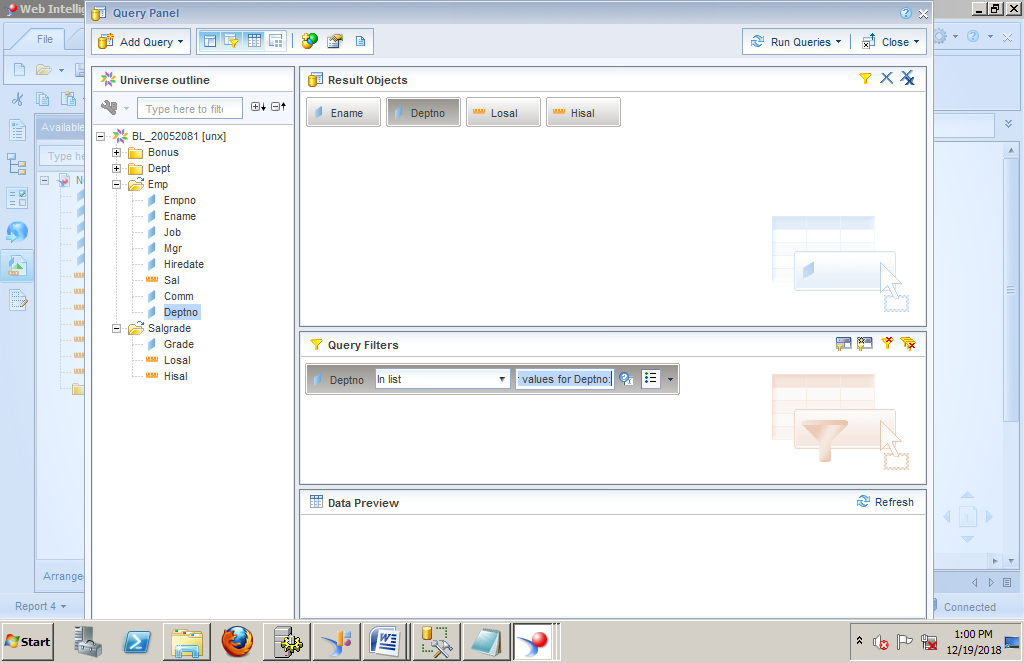 Web Intellig
Query Panel
File
Add Query
Run Queries
Close
Universe outline
Type here to filte
BL_20052081 [unx]
Bonus
Dept
Emp
Empno
Ename
Job
Mgr
Hiredate
Sal
Comm
Deptno
Salgrade
Grade
Losal
Hisal
Result Objects
Ename
Deptno
Losal
Hisal
Query Filters
Deptno
In list
values for Deptno:
Data Preview
Refresh
Available
Type he
N
Arrange
Report 4
1
Connected
Start
1:00 PM
12/19/2018